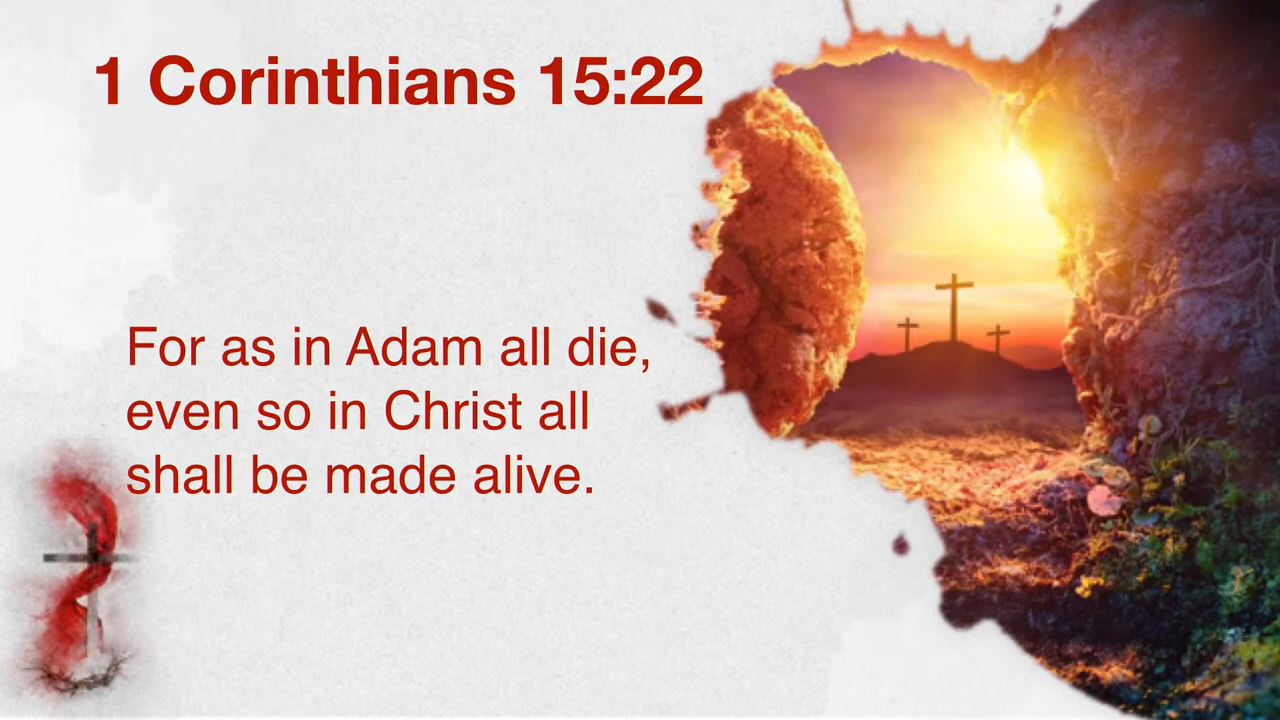 1 Corinthians 15:22
For as in Adam all die,
even so in Christ all
shall be made alive.